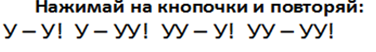 Нажимай на кнопочки и повторяй:
У – У! У – УУ! УУ – У! УУ – УУ!